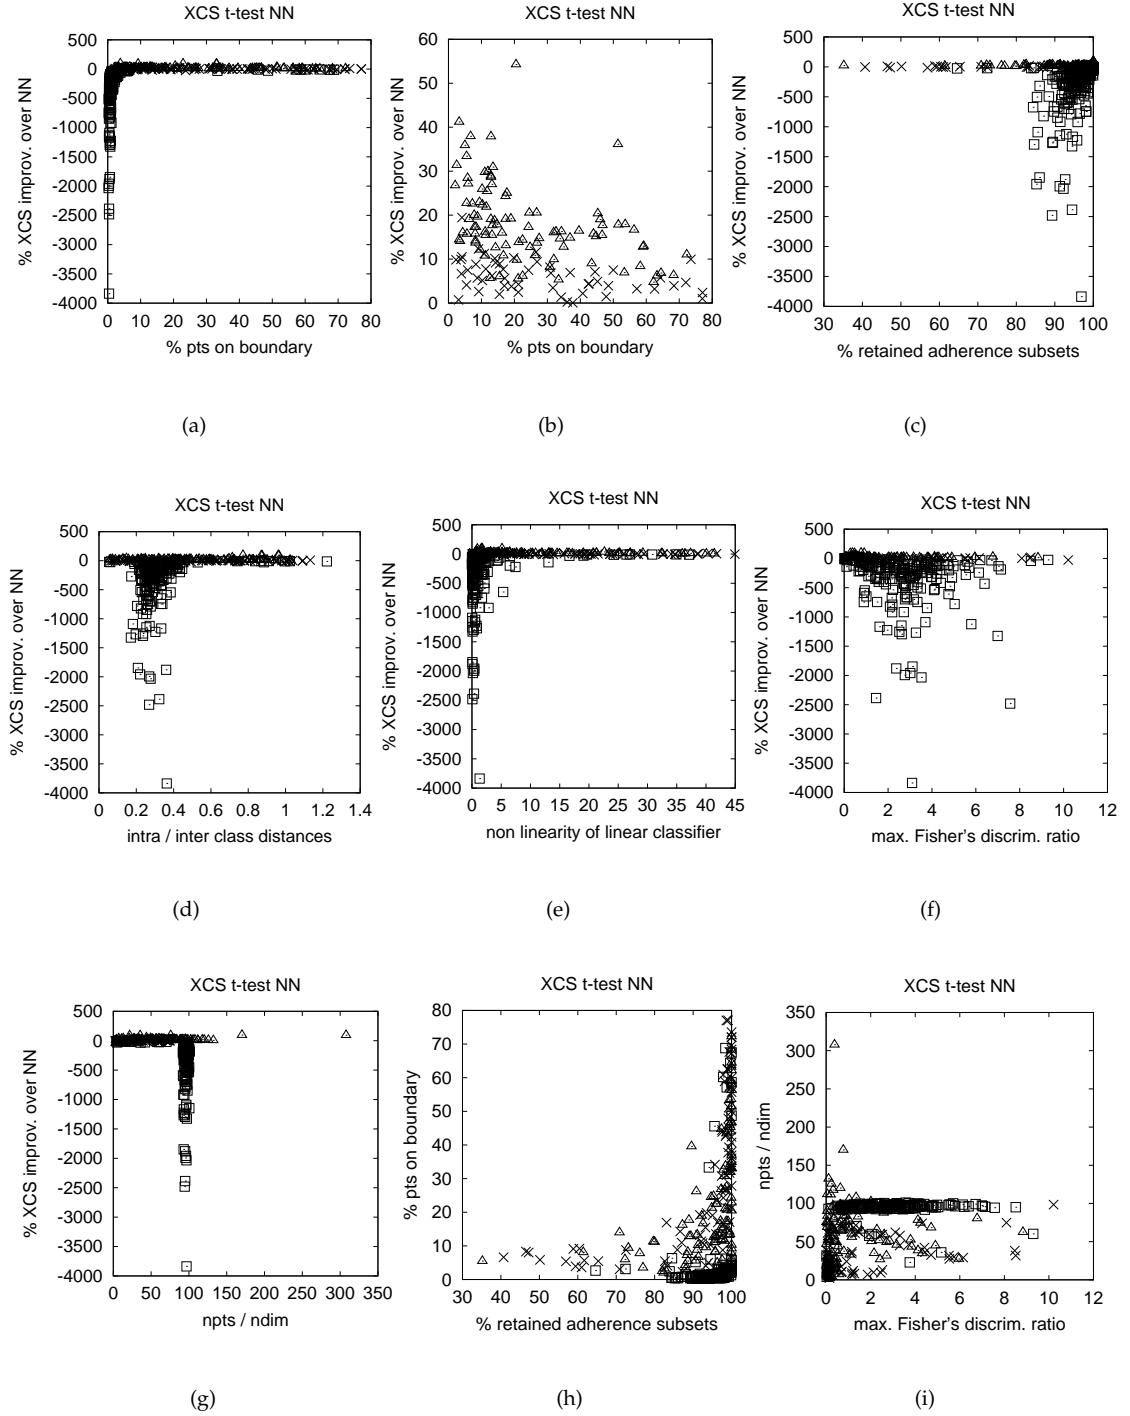 XCS t-test NN
XCS t-test NN
XCS t-test NN
% XCS improv. over NN
500
0
-500
-1000
-1500
-2000
-2500
-3000
-3500
-4000
0 10 20 30 40 50 60 70 80
% pts on boundary
% XCS improv. over NN
60
50
40
30
20
10
0
0 10 20 30 40 50 60 70 80
% pts on boundary
% XCS improv. over NN
500
0
-500
-1000
-1500
-2000
-2500
-3000
-3500
-4000
30 40 50 60 70 80 90 100
% retained adherence subsets
(a)
(b)
(c)
XCS t-test NN
XCS t-test NN
XCS t-test NN
% XCS improv. over NN
500
0
-500
-1000
-1500
-2000
-2500
-3000
-3500
-4000
0 0.2 0.4 0.6 0.8 1 1.2 1.4
intra / inter class distances
% XCS improv. over NN
500
0
-500
-1000
-1500
-2000
-2500
-3000
-3500
-4000
0 5 10 15 20 25 30 35 40 45
non linearity of linear classifier
% XCS improv. over NN
500
0
-500
-1000
-1500
-2000
-2500
-3000
-3500
-4000
0 2 4 6 8 10 12
max. Fisher's discrim. ratio
(d)
(e)
(f)
XCS t-test NN
XCS t-test NN
XCS t-test NN
% XCS improv. over NN
500
0
-500
-1000
-1500
-2000
-2500
-3000
-3500
-4000
0 50 100 150 200 250 300 350
npts / ndim
% pts on boundary
80
70
60
50
40
30
20
10
0
30 40 50 60 70 80 90 100
% retained adherence subsets
npts / ndim
350
300
250
200
150
100
50
0
0 2 4 6 8 10 12
max. Fisher's discrim. ratio
(g)
(h)
(i)